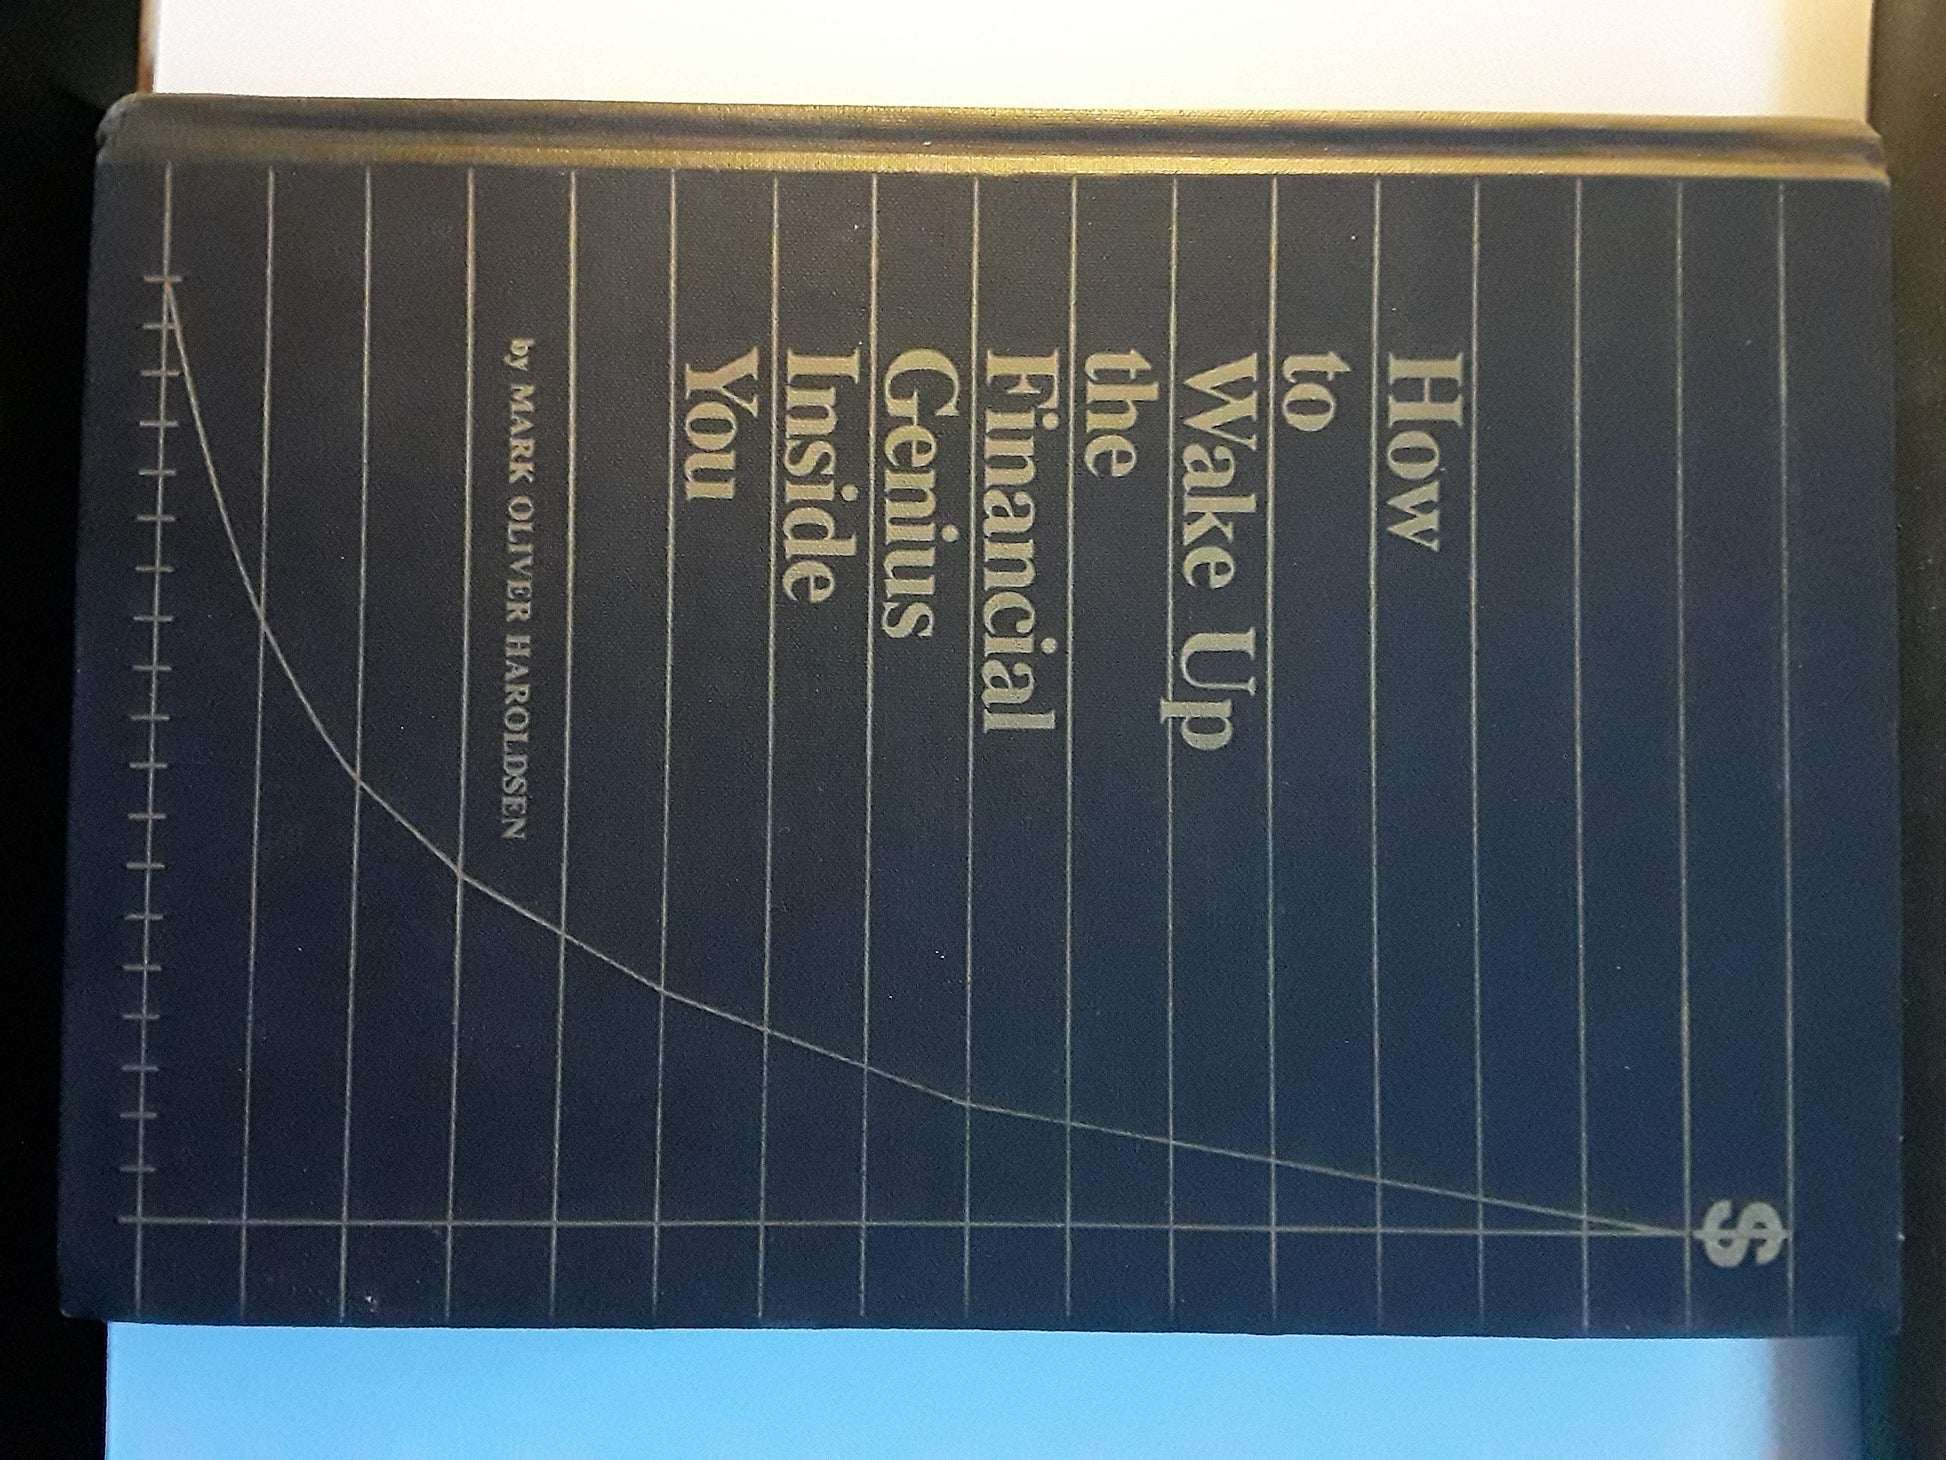 $
How
to
Wake Up
the
Financial
Genius
Inside
You
by MARK OLIVER HAROLDSEN